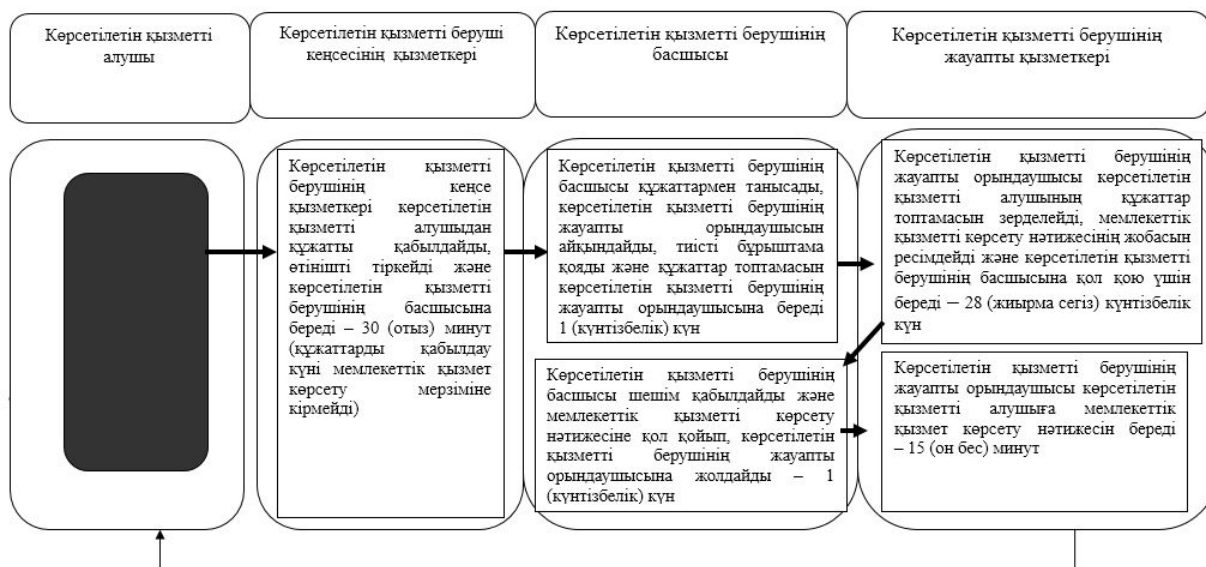 Көрсетілетін қызметті
алушы
Көрсетілетін қызметті беруші
кеңсесінің қызметкері
Көрсетілетін қызметті берушінің
басшысы
Көрсетілетін қызметті берушінің
жауапты қызметкері
Көрсетілетін қызметті
берушінің кеңсе
қызметкері көрсетілетін
қызметті алушыдан
құжатты қабылдайды,
өтінішті тіркейді және
көрсетілетін қызметті
берушінің басшысына
береді – 30 (отыз) минут
(құжаттарды қабылдау
күні мемлекеттік қызмет
көрсету мерзіміне
кірмейді)
Көрсетілетін қызметті берушінің
басшысы құжаттармен танысады,
көрсетілетін қызметті берушінің
жауапты орындаушысын
айқындайды, тиісті бұрыштама
қояды және құжаттар топтамасын
көрсетілетін қызметті берушінің
жауапты орындаушысына береді
1 (күнтізбелік) күн
Көрсетілетін қызметті берушінің
басшысы шешім қабылдайды және
мемлекеттік қызметті көрсету
нәтижесіне қол қойып, көрсетілетін
қызметті берушінің жауапты
орындаушысына жолдайды – 1
(күнтізбелік) күн
Көрсетілетін қызметті берушінің
жауапты орындаушысы көрсетілетін
қызметті алушының құжаттар
топтамасын зерделейді, мемлекеттік
қызметті көрсету нәтижесінің жобасын
ресімдейді және көрсетілетін қызметті
берушінің басшысына қол қою үшін
береді – 28 (жиырма сегіз) күнтізбелік
күн
Көрсетілетін қызметті берушінің
жауапты орындаушысы көрсетілетін
қызметті алушыға мемлекеттік
қызмет көрсету нәтижесін береді
– 15 (он бес) минут